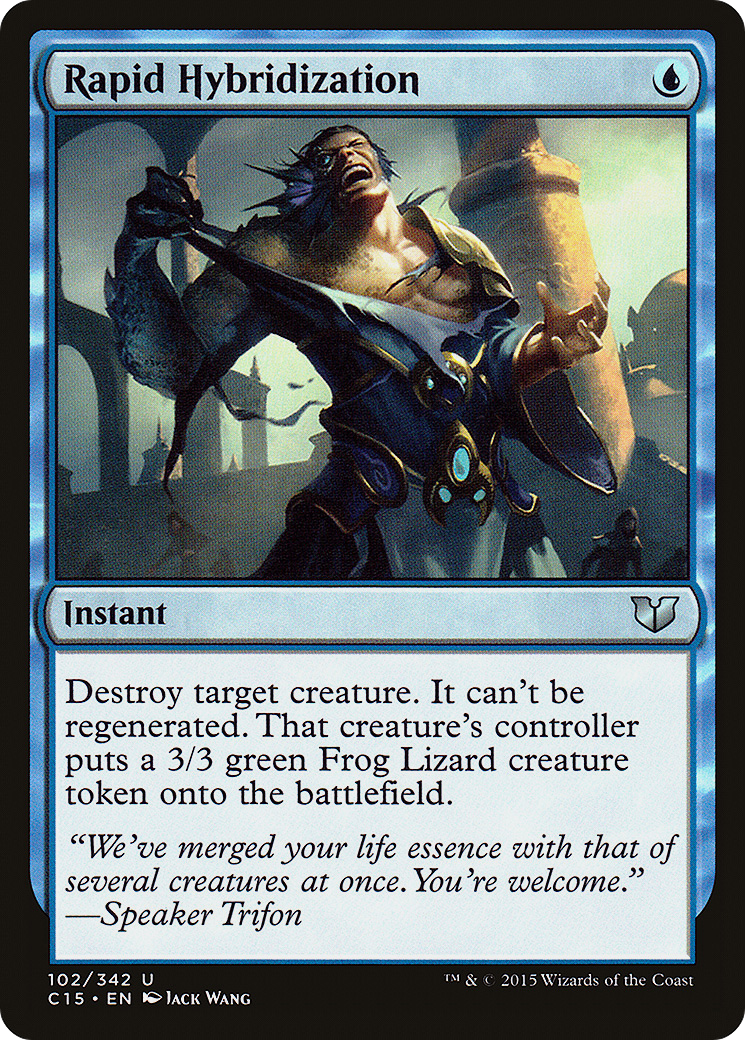 Rapid Hybridization
Instant
Destroy target creature. It can't be
regenerated. That creature's controller
puts a 3/3 green Frog Lizard creature
token onto the battlefield.
“We've merged your life essence with that of
several creatures at once. You're welcome.”
—Speaker Trifon
102/342 U
™ & © 2015 Wizards of the Coast
C15 • EN Jack Wang